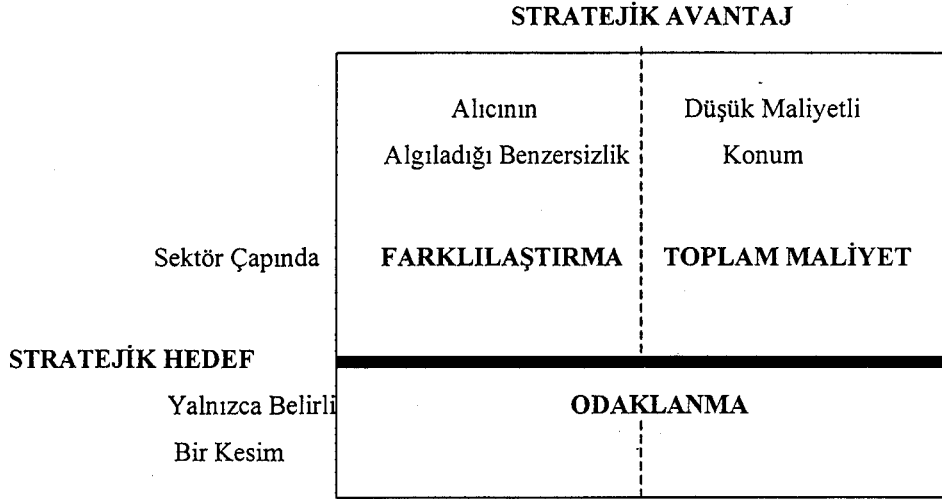 STRATEJİK AVANTAJ
Alıcının Düşük Maliyetli
Algıladığı Benzersizlik Konum
Sektör Çapında FARKLILAŞTIRMA TOPLAM MALİYET
STRATEJİK HEDEF
Yalnızca Belirli ODAKLANMA
Bir Kesim